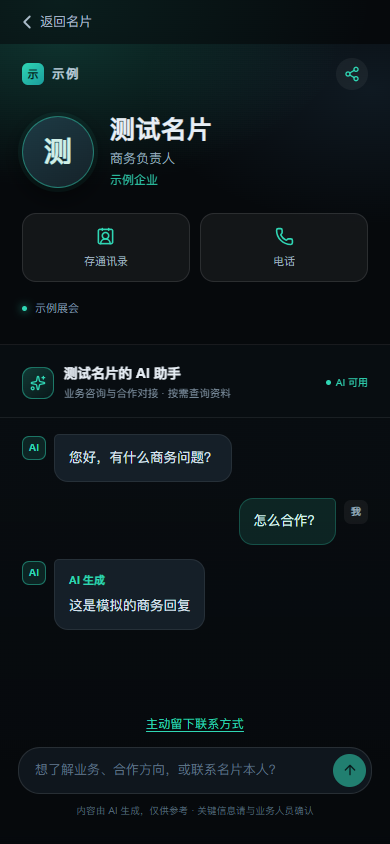 返回名片
示 示例
测 测试名片
商务负责人
示例企业
存通讯录 电话
示例展会
测试名片的 AI 助手
业务咨询与合作对接 · 按需查询资料
AI 可用
AI 您好，有什么商务问题？
怎么合作？ 我
AI AI 生成
这是模拟的商务回复
主动留下联系方式
想了解业务、合作方向，或联系名片本人？
内容由 AI 生成，仅供参考 · 关键信息请与业务人员确认